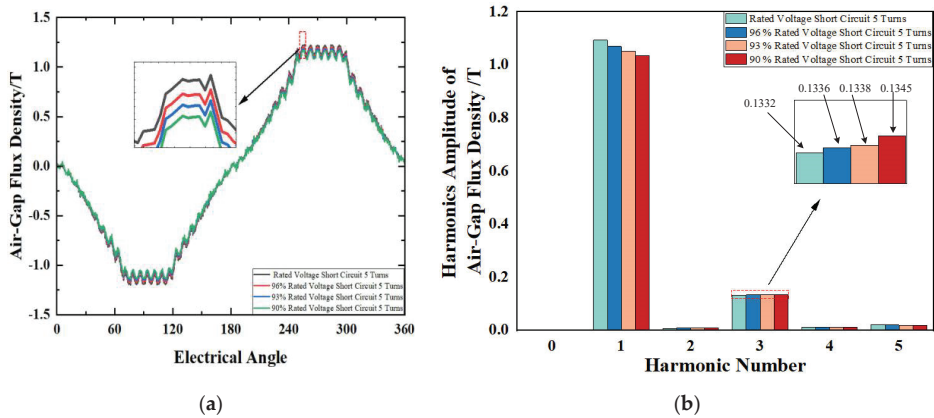 Air-Gap Flux Density/T
1.5
1.0
0.5
0.0
-0.5
-1.0
-1.5
Rated Voltage Short Circuit 5 Turns
96% Rated Voltage Short Circuit 5 Turns
93% Rated Voltage Short Circuit 5 Turns
90% Rated Voltage Short Circuit 5 Turns
0 60 120 180 240 300 360
Electrical Angle
(a)
Harmonics Amplitude of
Air-Gap Flux Density /T
1.2
1.0
0.8
0.6
0.4
0.2
0.0
Rated Voltage Short Circuit 5 Turns
96% Rated Voltage Short Circuit 5 Turns
93% Rated Voltage Short Circuit 5 Turns
90% Rated Voltage Short Circuit 5 Turns
0.1332 0.1336 0.1338 0.1345
0 1 2 3 4 5
Harmonic Number
(b)